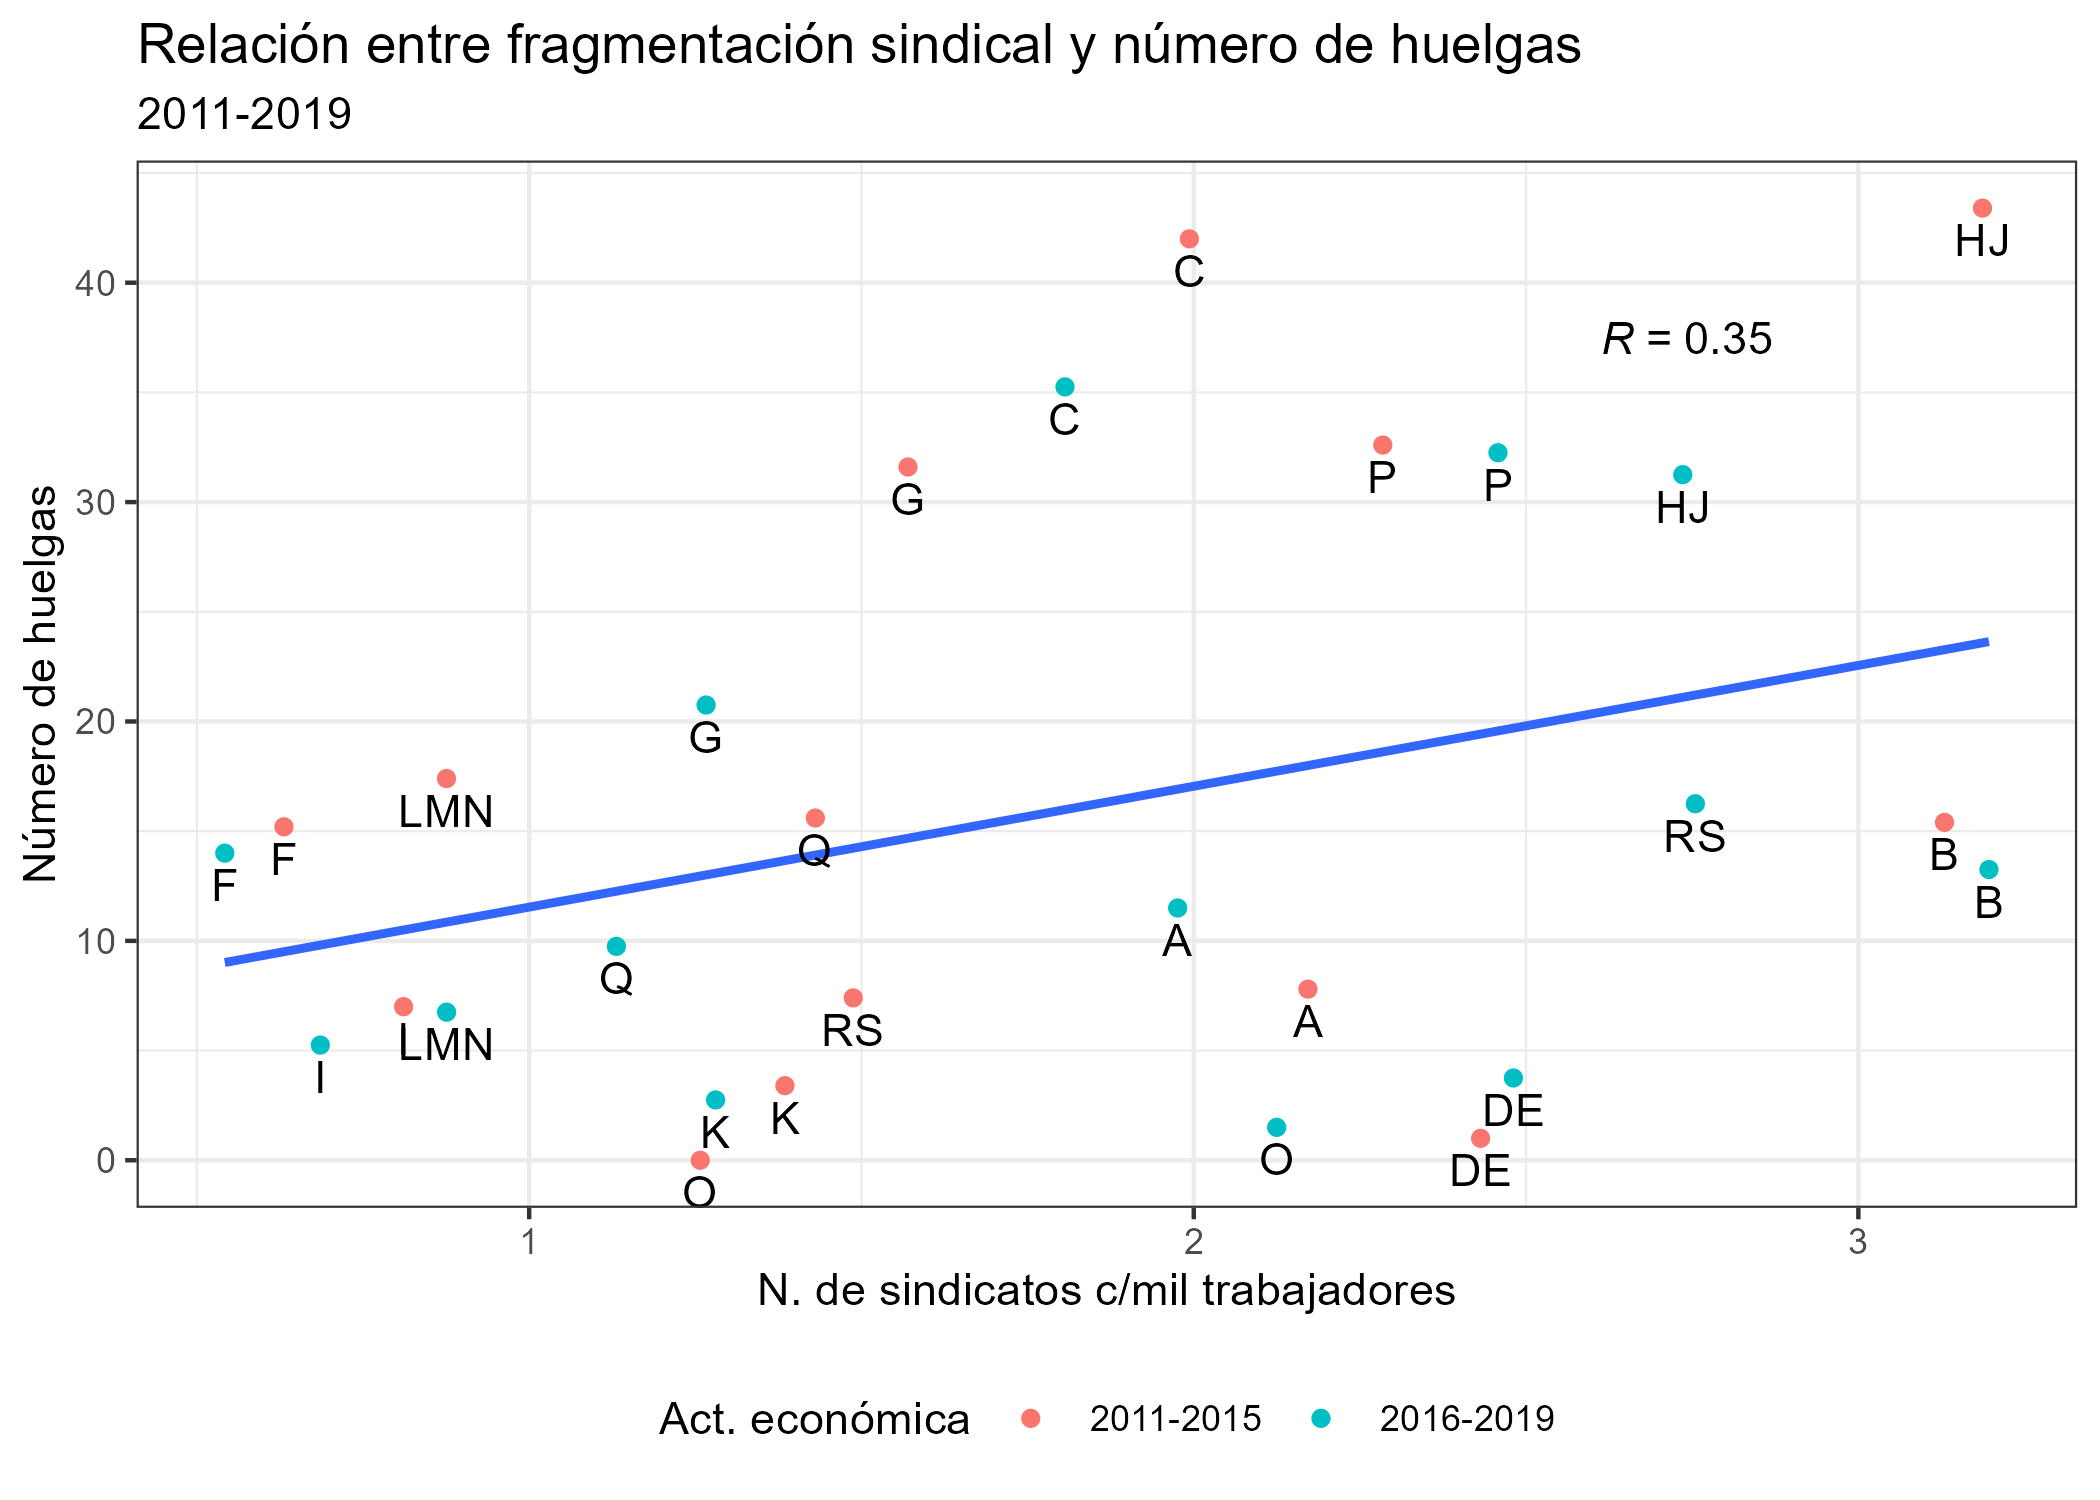 Relación entre fragmentación sindical y número de huelgas
2011-2019
Número de huelgas
40
30
20
10
0
HJ
C
R = 0.35
C
P
P
G
HJ
G
LMN
F
Q
RS
B
F
B
A
Q
RS
A
I
LMN
I
K
K
DE
O
DE
O
1
2
3
N. de sindicatos c/mil trabajadores
Act. económica
2011-2015
2016-2019